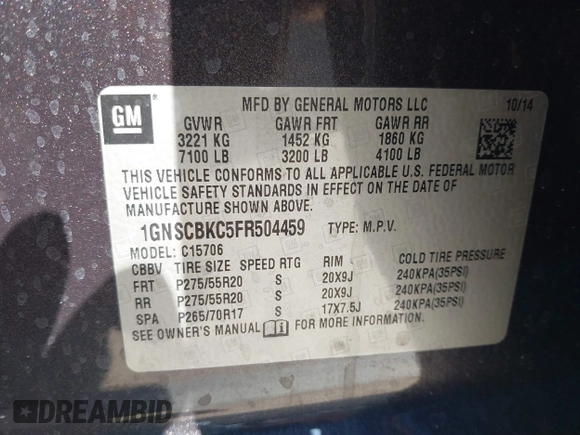 GM
MFD BY GENERAL MOTORS LLC 10/14
GVWR GAWR FRT GAWR RR
3221 KG 1452 KG 1860 KG
7100 LB 3200 LB 4100 LB
THIS VEHICLE CONFORMS TO ALL APPLICABLE U.S. FEDERAL MOTOR
VEHICLE SAFETY STANDARDS IN EFFECT ON THE DATE OF
MANUFACTURE SHOWN ABOVE.
1GNSCBKC5FR504459 TYPE: M.P.V.
MODEL: C15706
CBBV TIRE SIZE SPEED RTG RIM COLD TIRE PRESSURE
FRT P275/55R20 S 20X9J 240KPA(35PSI)
RR P275/55R20 S 20X9J 240KPA(35PSI)
SPA P265/70R17 S 17X7.5J 240KPA(35PSI)
SEE OWNER'S MANUAL FOR MORE INFORMATION.
DREAMBID